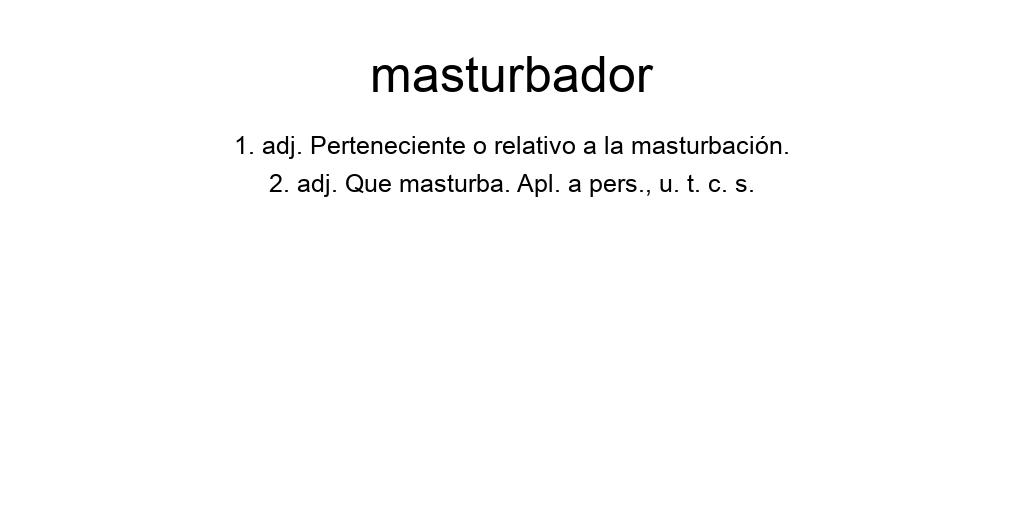 masturbador
1. adj. Perteneciente o relativo a la masturbación.
2. adj. Que masturba. Apl. a pers., u. t. c. s.